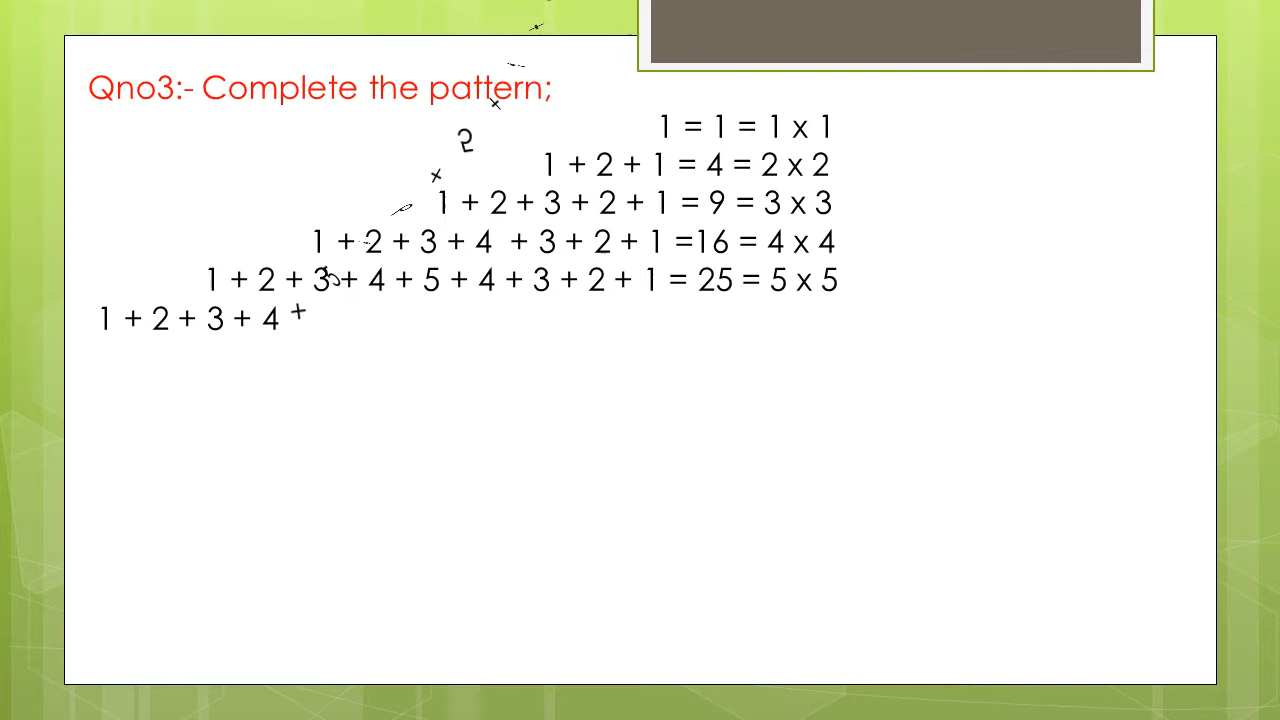 Qno3:- Complete the pattern;
1 = 1 = 1 x 1
1 + 2 + 1 = 4 = 2 x 2
1 + 2 + 3 + 2 + 1 = 9 = 3 x 3
1 + 2 + 3 + 4 + 3 + 2 + 1 =16 = 4 x 4
1 + 2 + 3 + 4 + 5 + 4 + 3 + 2 + 1 = 25 = 5 x 5
1 + 2 + 3 + 4 +